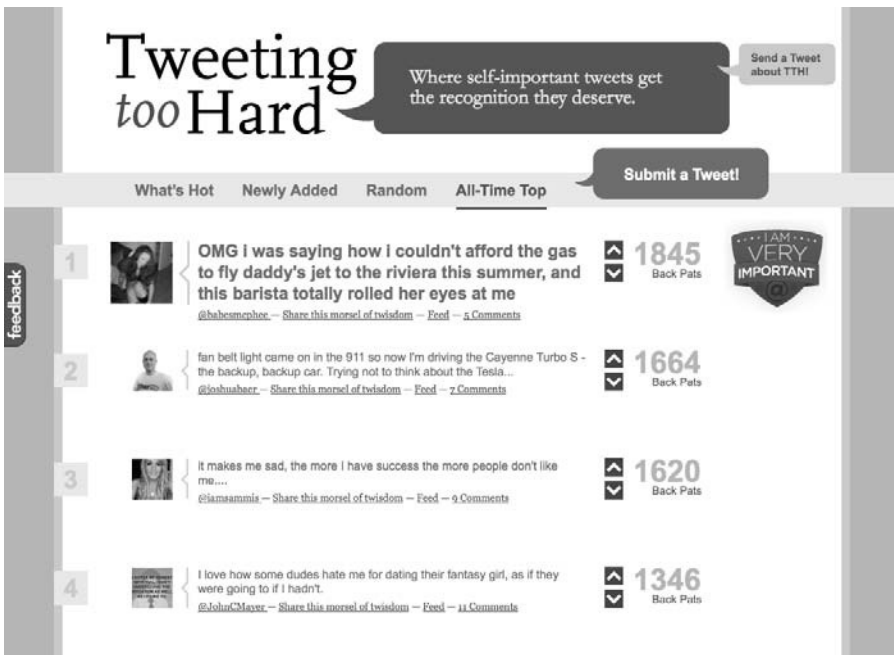 Tweeting
too Hard
Where self-important tweets get
the recognition they deserve.
Send a Tweet
about TTH!
Submit a Tweet!
What's Hot Newly Added Random All-Time Top
feedback
1
OMG i was saying how i couldn't afford the gas
to fly daddy's jet to the riviera this summer, and
this barista totally rolled her eyes at me
@babesmcphee — Share this morsel of twisdom — Feed — 5 Comments
1845
Back Pats
I AM
VERY
IMPORTANT
@
2
fan belt light came on in the 911 so now I'm driving the Cayenne Turbo S -
the backup, backup car. Trying not to think about the Tesla...
@joshuabaer — Share this morsel of twisdom — Feed — 7 Comments
1664
Back Pats
3
it makes me sad, the more I have success the more people don't like
me....
@iamsammis — Share this morsel of twisdom — Feed — 9 Comments
1620
Back Pats
4
I love how some dudes hate me for dating their fantasy girl, as if they
were going to if I hadn't.
@JohnCMayer — Share this morsel of twisdom — Feed — 11 Comments
1346
Back Pats